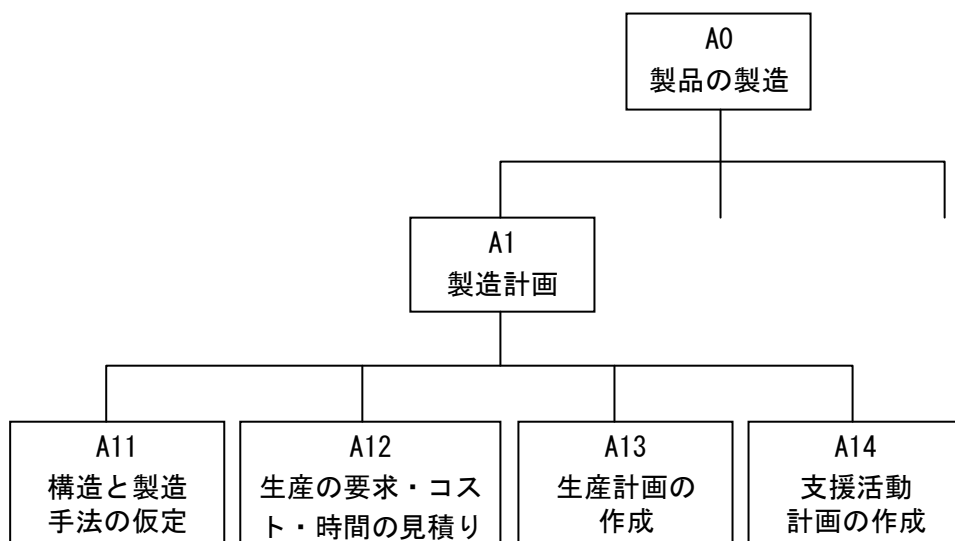 A0
製品の製造
A1
製造計画
A11
構造と製造
手法の仮定
A12
生産の要求・コス
ト・時間の見積り
A13
生産計画の
作成
A14
支援活動
計画の作成